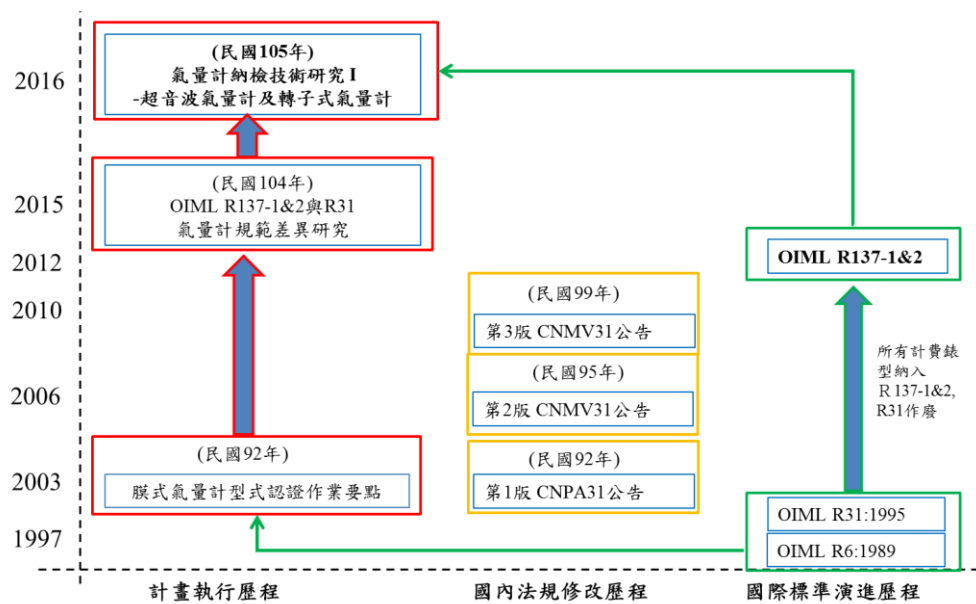 2016
(民國105年)
氣量計納檢技術研究 I
-超音波氣量計及轉子式氣量計
2015
(民國104年)
OIML R137-1&2與R31
氣量計規範差異研究
2012
OIML R137-1&2
2010
(民國99年)
第3版 CNMV31公告
所有計費錶
型納入
R137-1&2,
R31作廢
2006
(民國95年)
第2版 CNMV31公告
2003
(民國92年)
膜式氣量計型式認證作業要點
(民國92年)
第1版 CNPA31公告
1997
OIML R31:1995
OIML R6:1989
計畫執行歷程
國內法規修改歷程
國際標準演進歷程